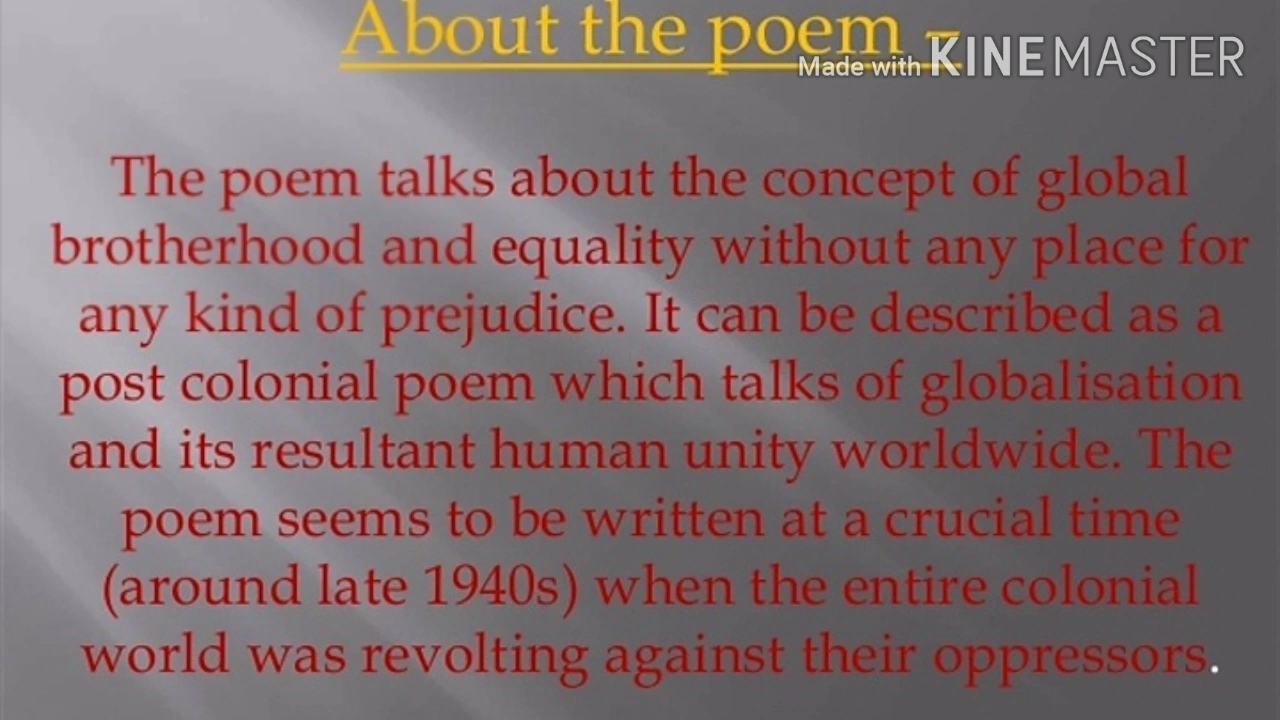 About the poem –
Made with KINEMASTER
The poem talks about the concept of global
brotherhood and equality without any place for
any kind of prejudice. It can be described as a
post colonial poem which talks of globalisation
and its resultant human unity worldwide. The
poem seems to be written at a crucial time
(around late 1940s) when the entire colonial
world was revolting against their oppressors.